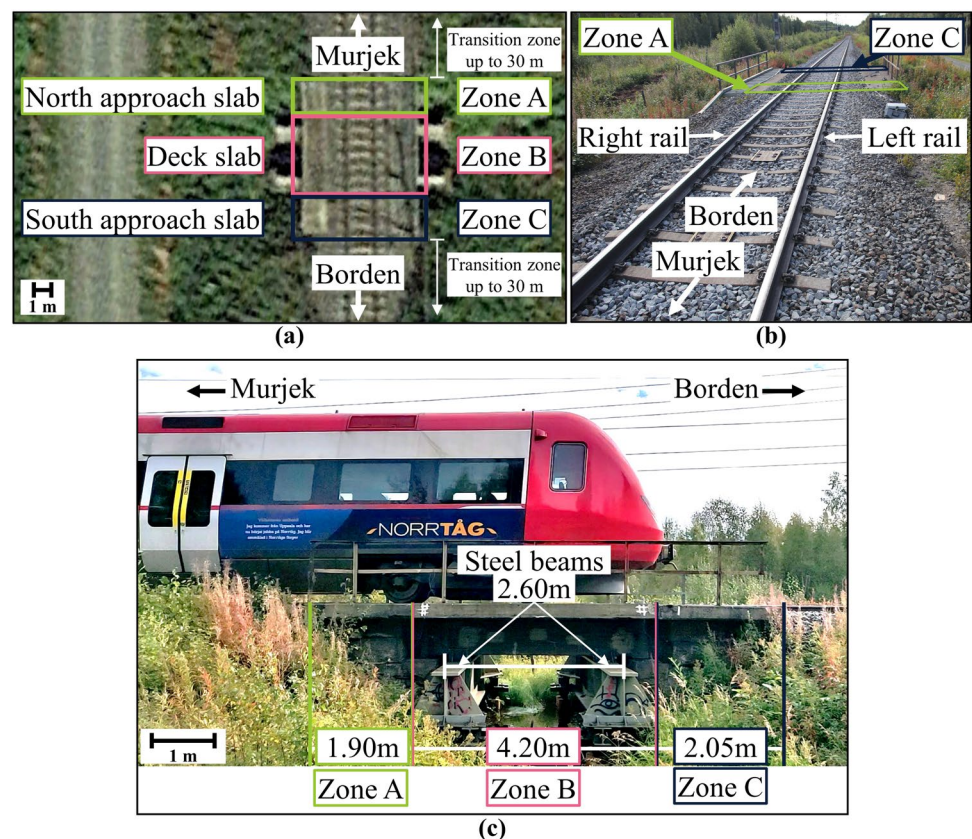 Murjek
Transition zone
up to 30 m
North approach slab
Zone A
Deck slab
Zone B
South approach slab
Zone C
Borden
Transition zone
up to 30 m
1 m
(a)
Zone A
Zone C
Right rail
Left rail
Borden
Murjek
(b)
Murjek
Borden
NORRTÅG
Steel beams
2.60m
#
#
1 m
1.90m
4.20m
2.05m
Zone A
Zone B
Zone C
(c)